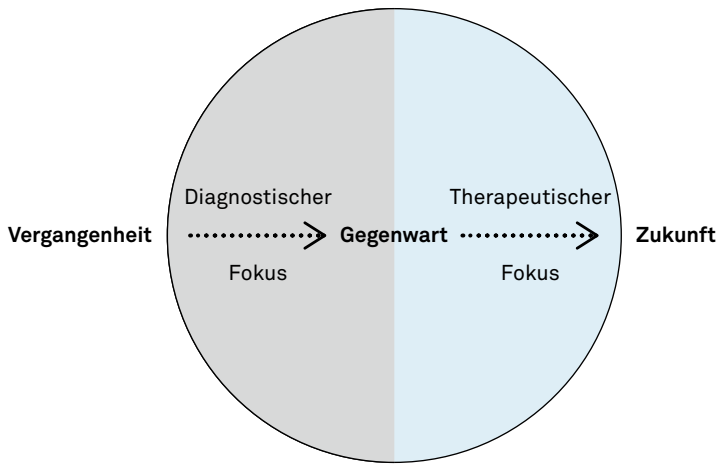 Diagnostischer
Therapeutischer
Vergangenheit
Gegenwart
Zukunft
Fokus
Fokus